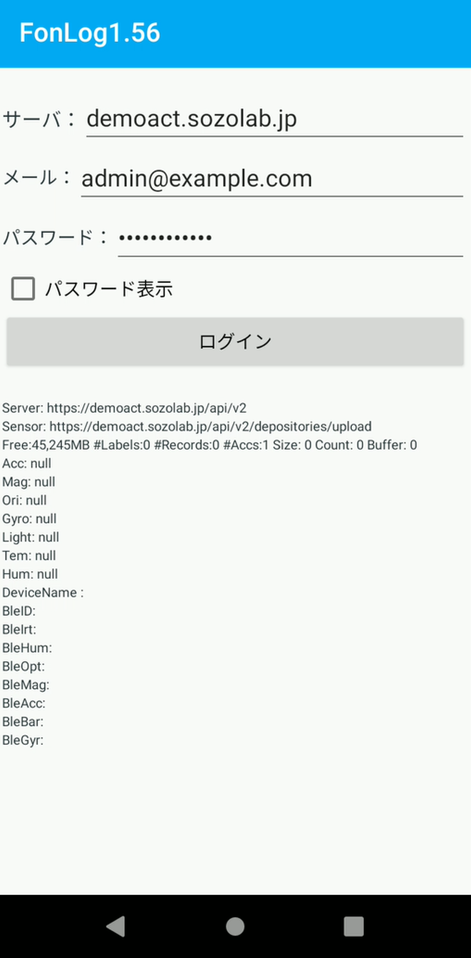 FonLog1.56
サーバ： demoact.sozolab.jp
メール： admin@example.com
パスワード： ••••••••••••
パスワード表示
ログイン
Server: https://demoact.sozolab.jp/api/v2
Sensor: https://demoact.sozolab.jp/api/v2/depositories/upload
Free:45,245MB #Labels:0 #Records:0 #Accs:1 Size: 0 Count: 0 Buffer: 0
Acc: null
Mag: null
Ori: null
Gyro: null
Light: null
Tem: null
Hum: null
DeviceName :
BleID:
BleIrt:
BleHum:
BleOpt:
BleMag:
BleAcc:
BleBar:
BleGyr: